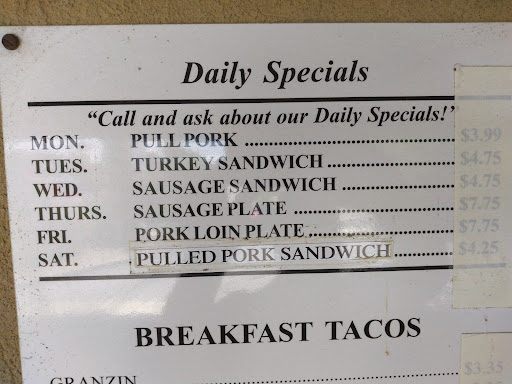 Daily Specials
"Call and ask about our Daily Specials!"
MON. PULL PORK $3.99
TUES. TURKEY SANDWICH $4.75
WED. SAUSAGE SANDWICH $4.75
THURS. SAUSAGE PLATE $7.75
FRI. PORK LOIN PLATE $7.75
SAT. PULLED PORK SANDWICH $4.25
BREAKFAST TACOS
GRANZIN $3.35